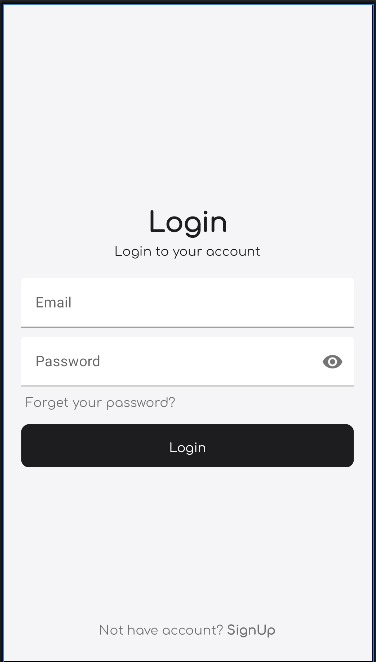 Login
Login to your account
Email
Password
Forget your password?
Login
Not have account? SignUp